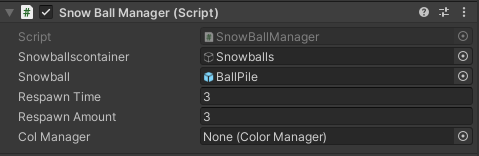 Snow Ball Manager (Script)
Script SnowBallManager
Snowballscontainer Snowballs
Snowball BallPile
Respawn Time 3
Respawn Amount 3
Col Manager None (Color Manager)